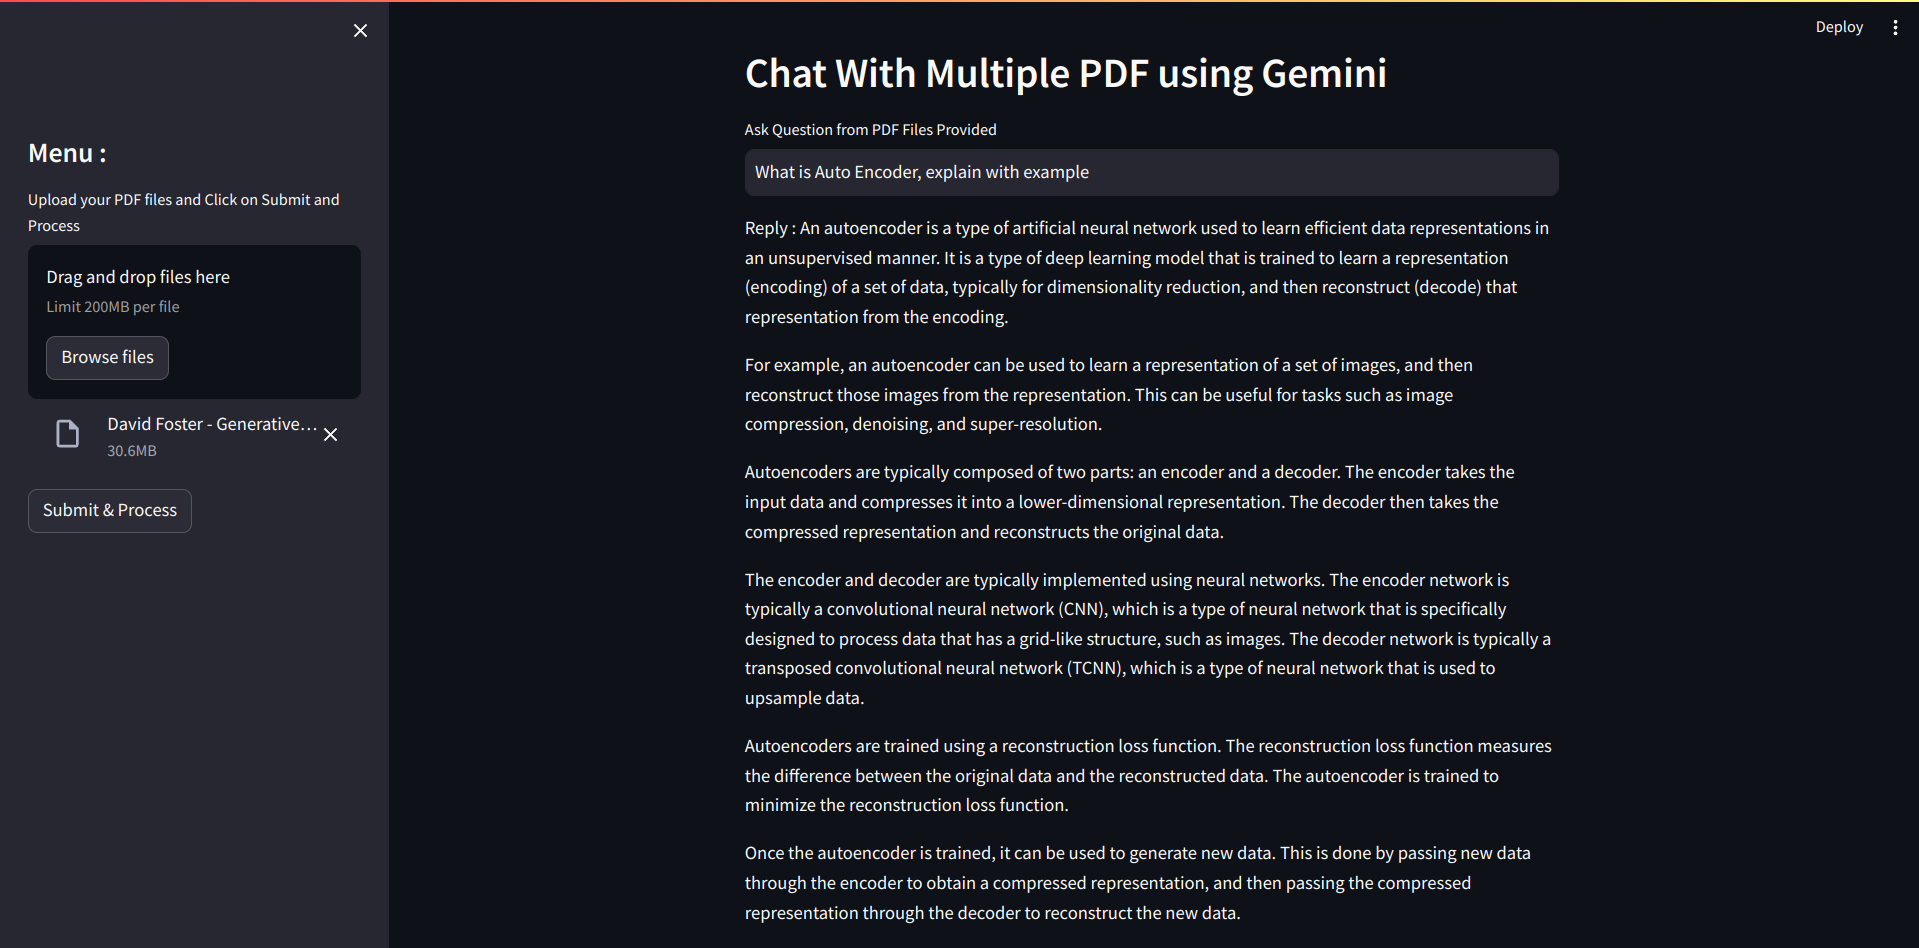 Deploy
Menu :
Upload your PDF files and Click on Submit and
Process
Drag and drop files here
Limit 200MB per file
Browse files
David Foster - Generative...
30.6MB
Submit & Process
Chat With Multiple PDF using Gemini
Ask Question from PDF Files Provided
What is Auto Encoder, explain with example
Reply : An autoencoder is a type of artificial neural network used to learn efficient data representations in
an unsupervised manner. It is a type of deep learning model that is trained to learn a representation
(encoding) of a set of data, typically for dimensionality reduction, and then reconstruct (decode) that
representation from the encoding.
For example, an autoencoder can be used to learn a representation of a set of images, and then
reconstruct those images from the representation. This can be useful for tasks such as image
compression, denoising, and super-resolution.
Autoencoders are typically composed of two parts: an encoder and a decoder. The encoder takes the
input data and compresses it into a lower-dimensional representation. The decoder then takes the
compressed representation and reconstructs the original data.
The encoder and decoder are typically implemented using neural networks. The encoder network is
typically a convolutional neural network (CNN), which is a type of neural network that is specifically
designed to process data that has a grid-like structure, such as images. The decoder network is typically a
transposed convolutional neural network (TCNN), which is a type of neural network that is used to
upsample data.
Autoencoders are trained using a reconstruction loss function. The reconstruction loss function measures
the difference between the original data and the reconstructed data. The autoencoder is trained to
minimize the reconstruction loss function.
Once the autoencoder is trained, it can be used to generate new data. This is done by passing new data
through the encoder to obtain a compressed representation, and then passing the compressed
representation through the decoder to reconstruct the new data.